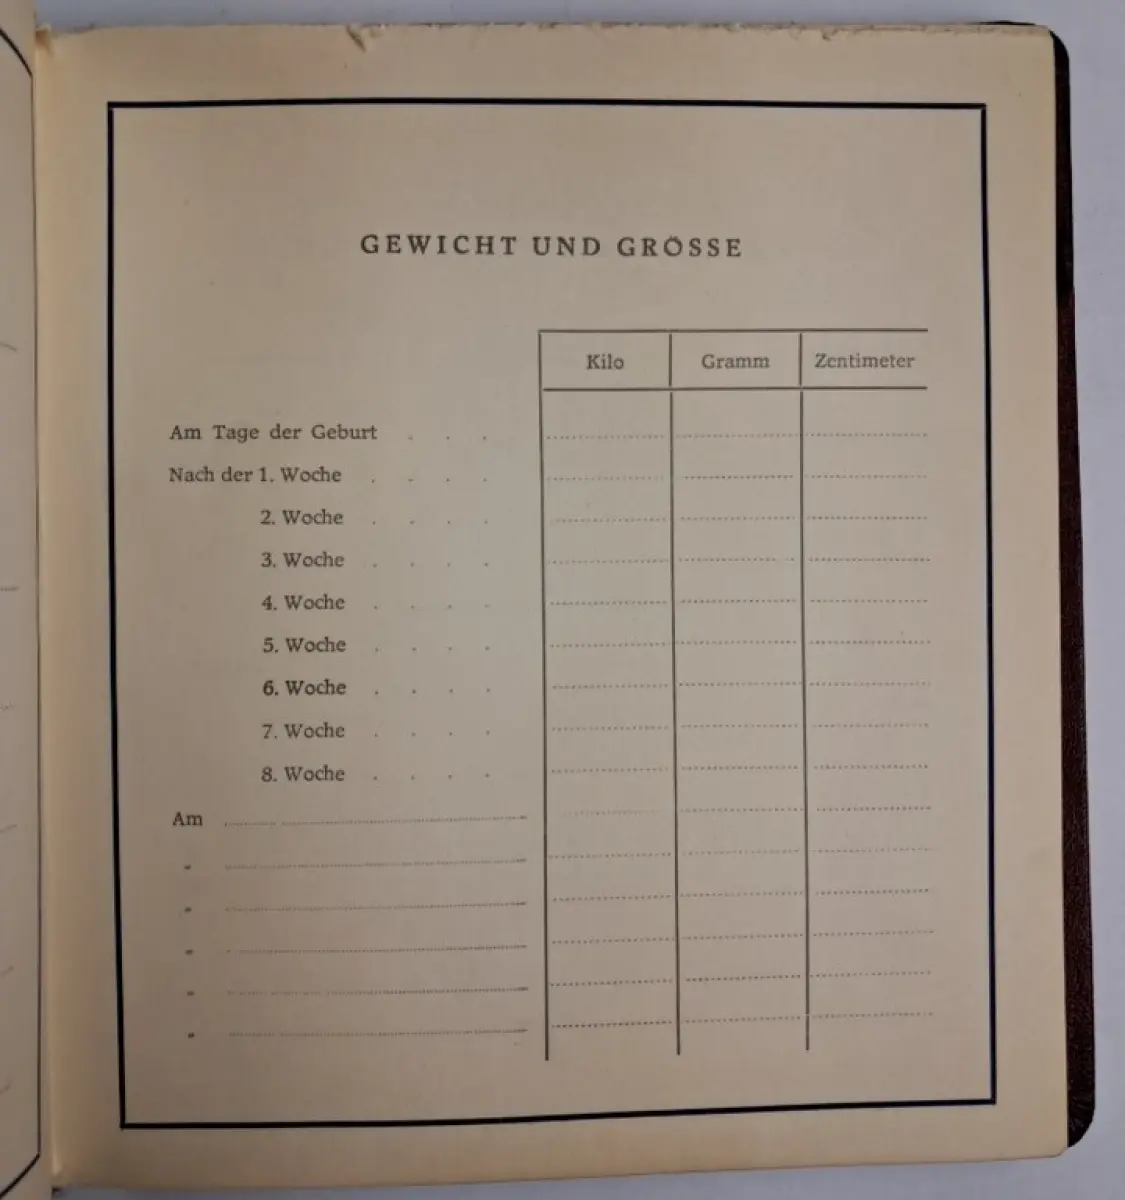 GEWICHT UND GRÖSSE
Kilo Gramm Zentimeter
Am Tage der Geburt . . .
Nach der 1. Woche . . . .
2. Woche . . . .
3. Woche . . . .
4. Woche . . . .
5. Woche . . . .
6. Woche . . . .
7. Woche . . . .
8. Woche . . . .
Am
„
„
„
„
„